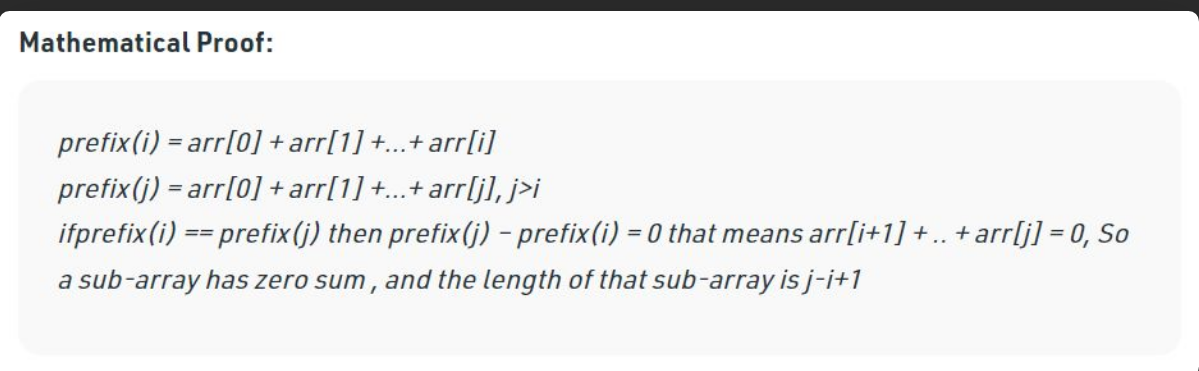 Mathematical Proof:
prefix(i) = arr[0] + arr[1] +...+ arr[i]
prefix(j) = arr[0] + arr[1] +...+ arr[j], j>i
ifprefix(i) == prefix(j) then prefix(j) – prefix(i) = 0 that means arr[i+1] + .. + arr[j] = 0, So
a sub-array has zero sum , and the length of that sub-array is j-i+1